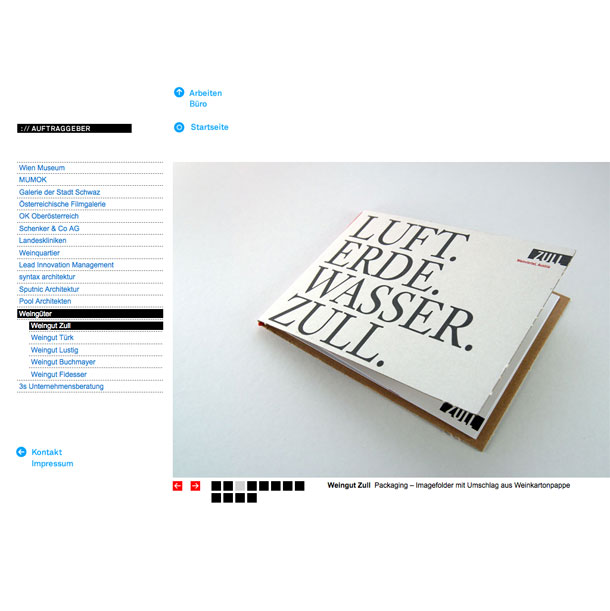 Arbeiten
Büro
Startseite
:// AUFTRAGGEBER
Wien Museum
MUMOK
Galerie der Stadt Schwaz
Österreichische Filmgalerie
OK Oberösterreich
Schenker & Co AG
Landeskliniken
Weinquartier
Lead Innovation Management
syntax architektur
Sputnic Architektur
Pool Architekten
Weingüter
Weingut Zull
Weingut Türk
Weingut Lustig
Weingut Buchmayer
Weingut Fidesser
3s Unternehmensberatung
Kontakt
Impressum
LUFT.
ERDE.
WASSER.
ZULL.
ZULL
ZULL
Weingut Zull Packaging – Imagefolder mit Umschlag aus Weinkartonpappe